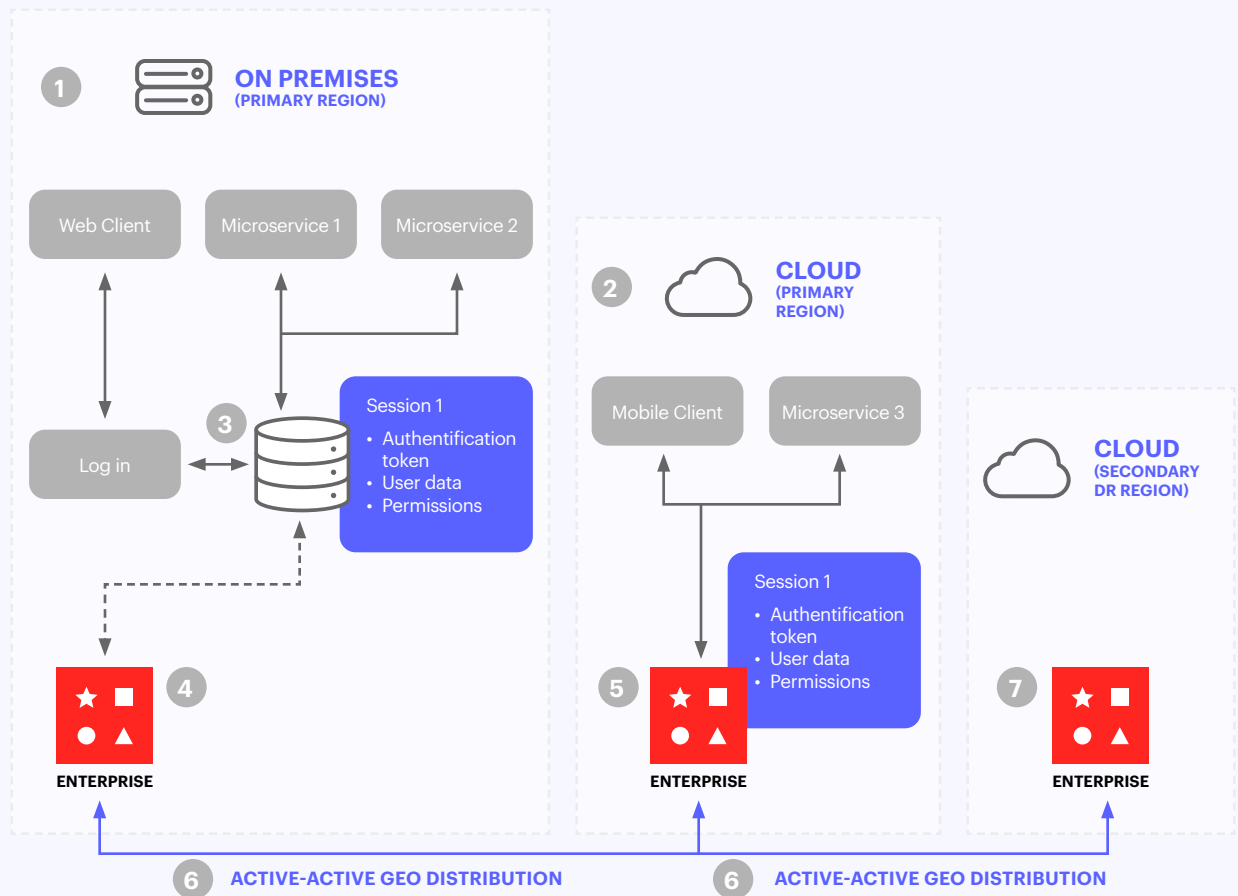 1
ON PREMISES
(PRIMARY REGION)
Web Client
Microservice 1
Microservice 2
3
Session 1
• Authentification
token
• User data
• Permissions
Log in
4
ENTERPRISE
2
CLOUD
(PRIMARY
REGION)
Mobile Client
Microservice 3
Session 1
• Authentification
token
• User data
• Permissions
5
ENTERPRISE
CLOUD
(SECONDARY
DR REGION)
7
ENTERPRISE
6
ACTIVE-ACTIVE GEO DISTRIBUTION
6
ACTIVE-ACTIVE GEO DISTRIBUTION